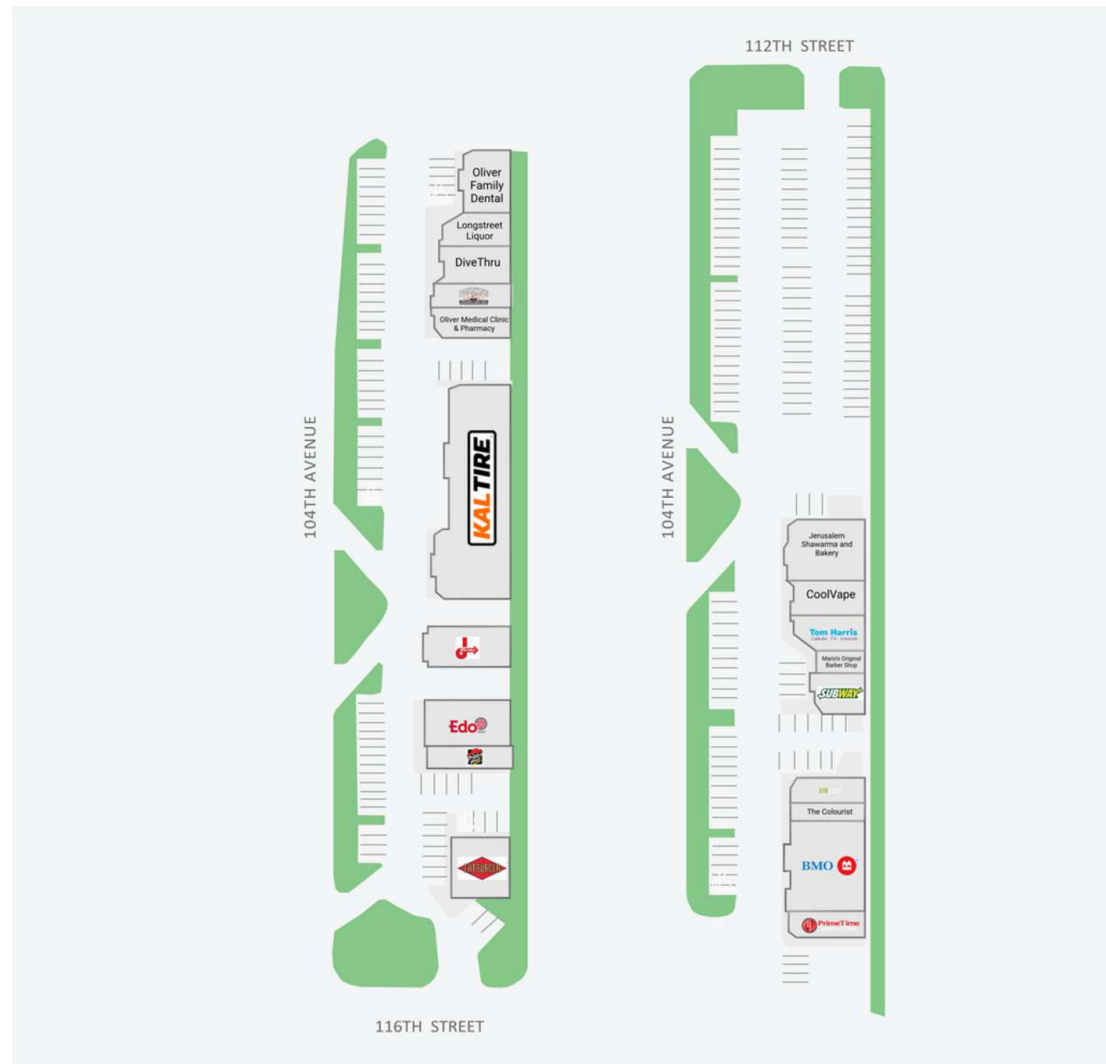 112TH STREET
Oliver
Family
Dental
Longstreet
Liquor
DiveThru
Oliver Medical Clinic
& Pharmacy
104TH AVENUE
KALTIRE
Edo
116TH STREET
104TH AVENUE
Jerusalem
Shawarma and
Bakery
CoolVape
Tom Harris
Cellular · TV · Internet
Mario's Original
Barber Shop
SUBWAY
The Colourist
BMO
PrimeTime